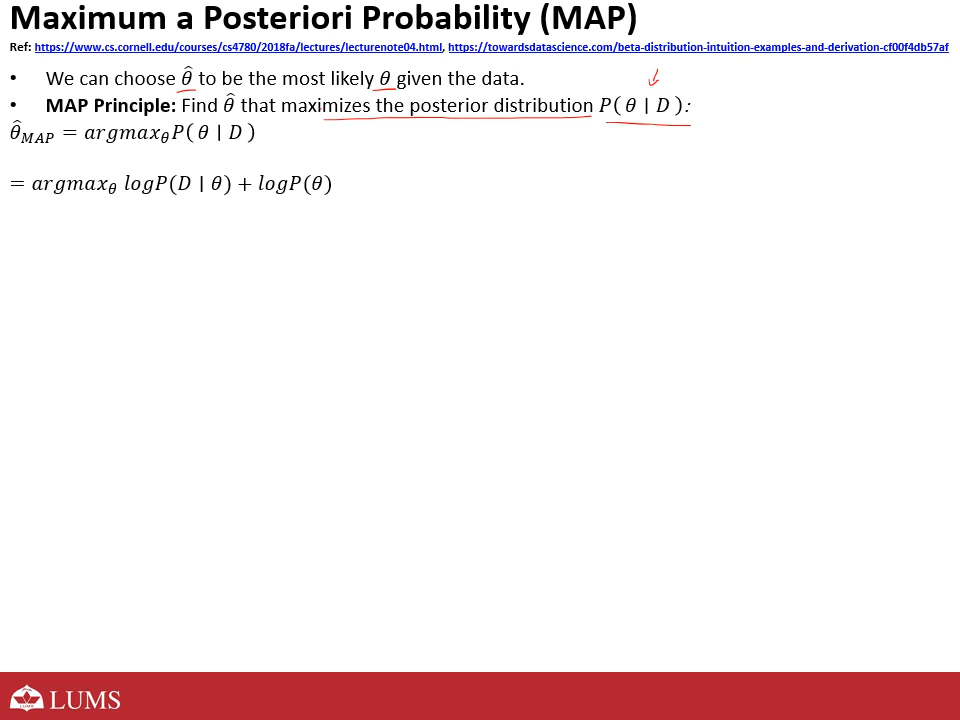 Maximum a Posteriori Probability (MAP)
Ref: https://www.cs.cornell.edu/courses/cs4780/2018fa/lectures/lecturenote04.html, https://towardsdatascience.com/beta-distribution-intuition-examples-and-derivation-cf00f4db57af
• We can choose θ̂ to be the most likely θ given the data.
• MAP Principle: Find θ̂ that maximizes the posterior distribution P( θ ∣ D ):
θ̂_MAP = argmax_θ P( θ ∣ D )
= argmax_θ logP(D ∣ θ) + logP(θ)
LUMS